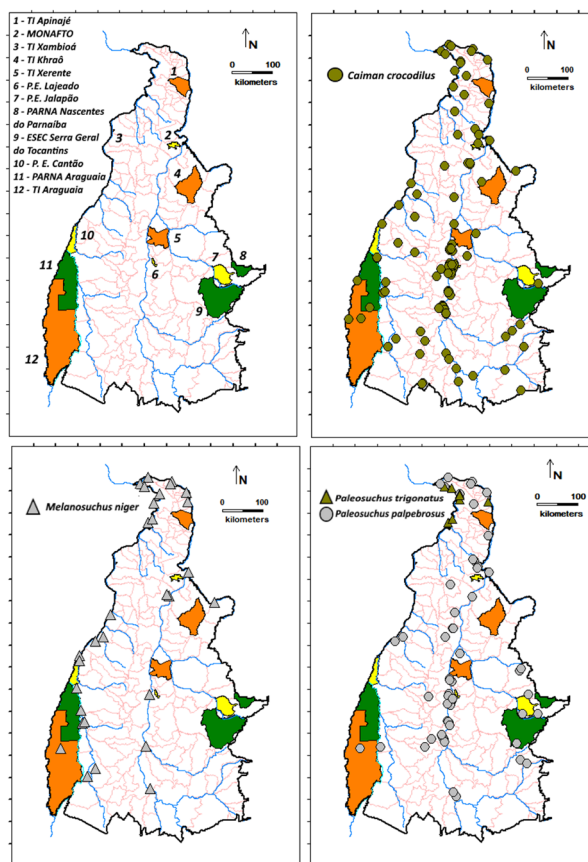 1 - TI Apinajé
2 - MONAFTO
3 - TI Xambioá
4 - TI Khraô
5 - TI Xerente
6 - P.E. Lajeado
7 - P.E. Jalapão
8 - PARNA Nascentes
do Parnaíba
9 - ESEC Serra Geral
do Tocantins
10 - P. E. Cantão
11 - PARNA Araguaia
12 - TI Araguaia
N
0 100
kilometers
1
2
3
4
5
6
7
8
9
10
11
12
Caiman crocodilus
N
0 100
kilometers
Melanosuchus niger
N
0 100
kilometers
Paleosuchus trigonatus
Paleosuchus palpebrosus
N
0 100
kilometers